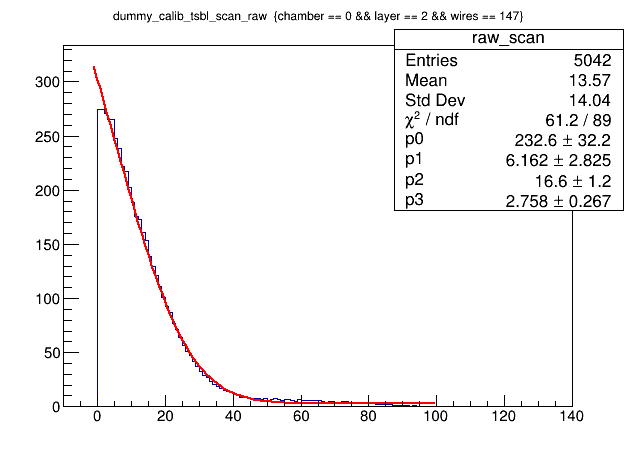 dummy_calib_tsbl_scan_raw {chamber == 0 && layer == 2 && wires == 147}
raw_scan
Entries 5042
Mean 13.57
Std Dev 14.04
χ² / ndf 61.2 / 89
p0 232.6 ± 32.2
p1 6.162 ± 2.825
p2 16.6 ± 1.2
p3 2.758 ± 0.267
300
250
200
150
100
50
0
0 20 40 60 80 100 120 140